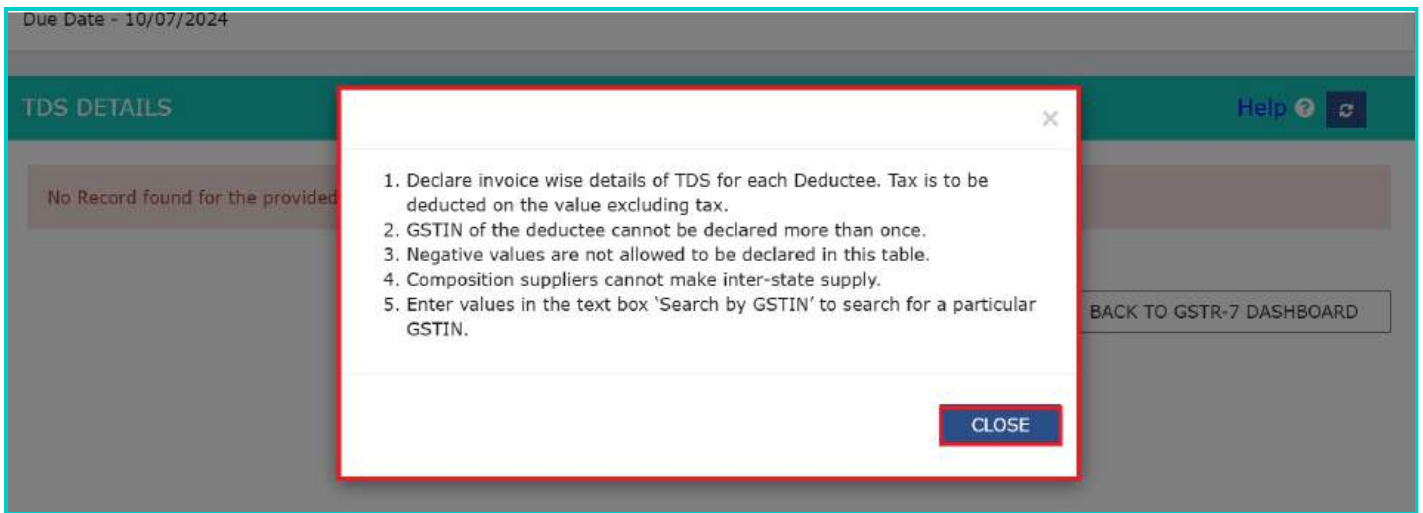 Due Date - 10/07/2024
TDS DETAILS
Help ?
×
No Record found for the provided
1. Declare invoice wise details of TDS for each Deductee. Tax is to be
deducted on the value excluding tax.
2. GSTIN of the deductee cannot be declared more than once.
3. Negative values are not allowed to be declared in this table.
4. Composition suppliers cannot make inter-state supply.
5. Enter values in the text box ‘Search by GSTIN’ to search for a particular
GSTIN.
BACK TO GSTR-7 DASHBOARD
CLOSE